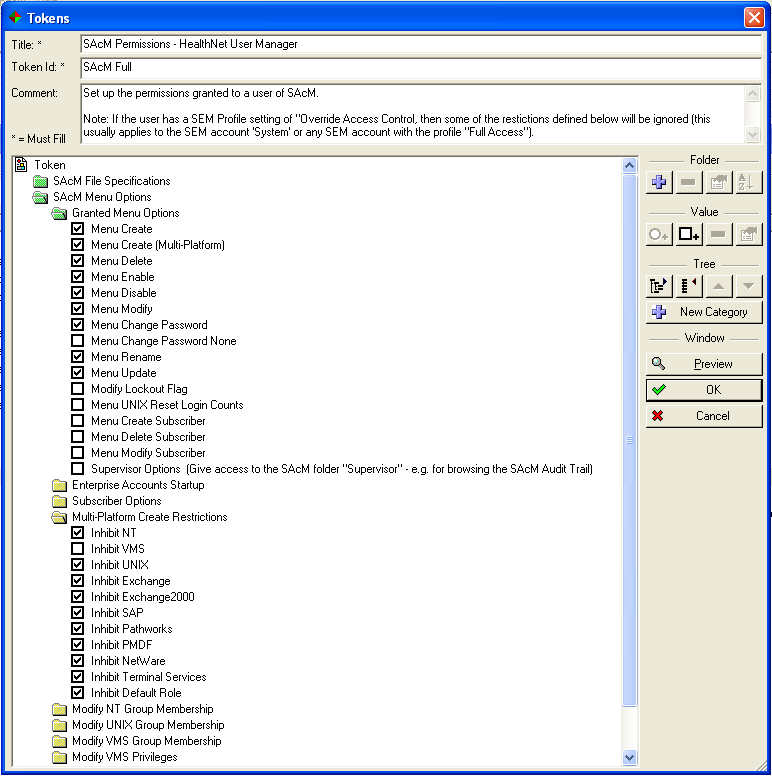 Tokens
Title: *
SAcM Permissions - HealthNet User Manager
Token Id: *
SAcM Full
Comment:
Set up the permissions granted to a user of SAcM.
Note: If the user has a SEM Profile setting of "Override Access Control, then some of the restictions defined below will be ignored (this
usually applies to the SEM account 'System' or any SEM account with the profile "Full Access").
* = Must Fill
Token
SAcM File Specifications
SAcM Menu Options
Granted Menu Options
Menu Create
Menu Create (Multi-Platform)
Menu Delete
Menu Enable
Menu Disable
Menu Modify
Menu Change Password
Menu Change Password None
Menu Rename
Menu Update
Modify Lockout Flag
Menu UNIX Reset Login Counts
Menu Create Subscriber
Menu Delete Subscriber
Menu Modify Subscriber
Supervisor Options (Give access to the SAcM folder "Supervisor" - e.g. for browsing the SAcM Audit Trail)
Enterprise Accounts Startup
Subscriber Options
Multi-Platform Create Restrictions
Inhibit NT
Inhibit VMS
Inhibit UNIX
Inhibit Exchange
Inhibit Exchange2000
Inhibit SAP
Inhibit Pathworks
Inhibit PMDF
Inhibit NetWare
Inhibit Terminal Services
Inhibit Default Role
Modify NT Group Membership
Modify UNIX Group Membership
Modify VMS Group Membership
Modify VMS Privileges
Folder
A Z
Value
Tree
New Category
Window
Preview
OK
Cancel